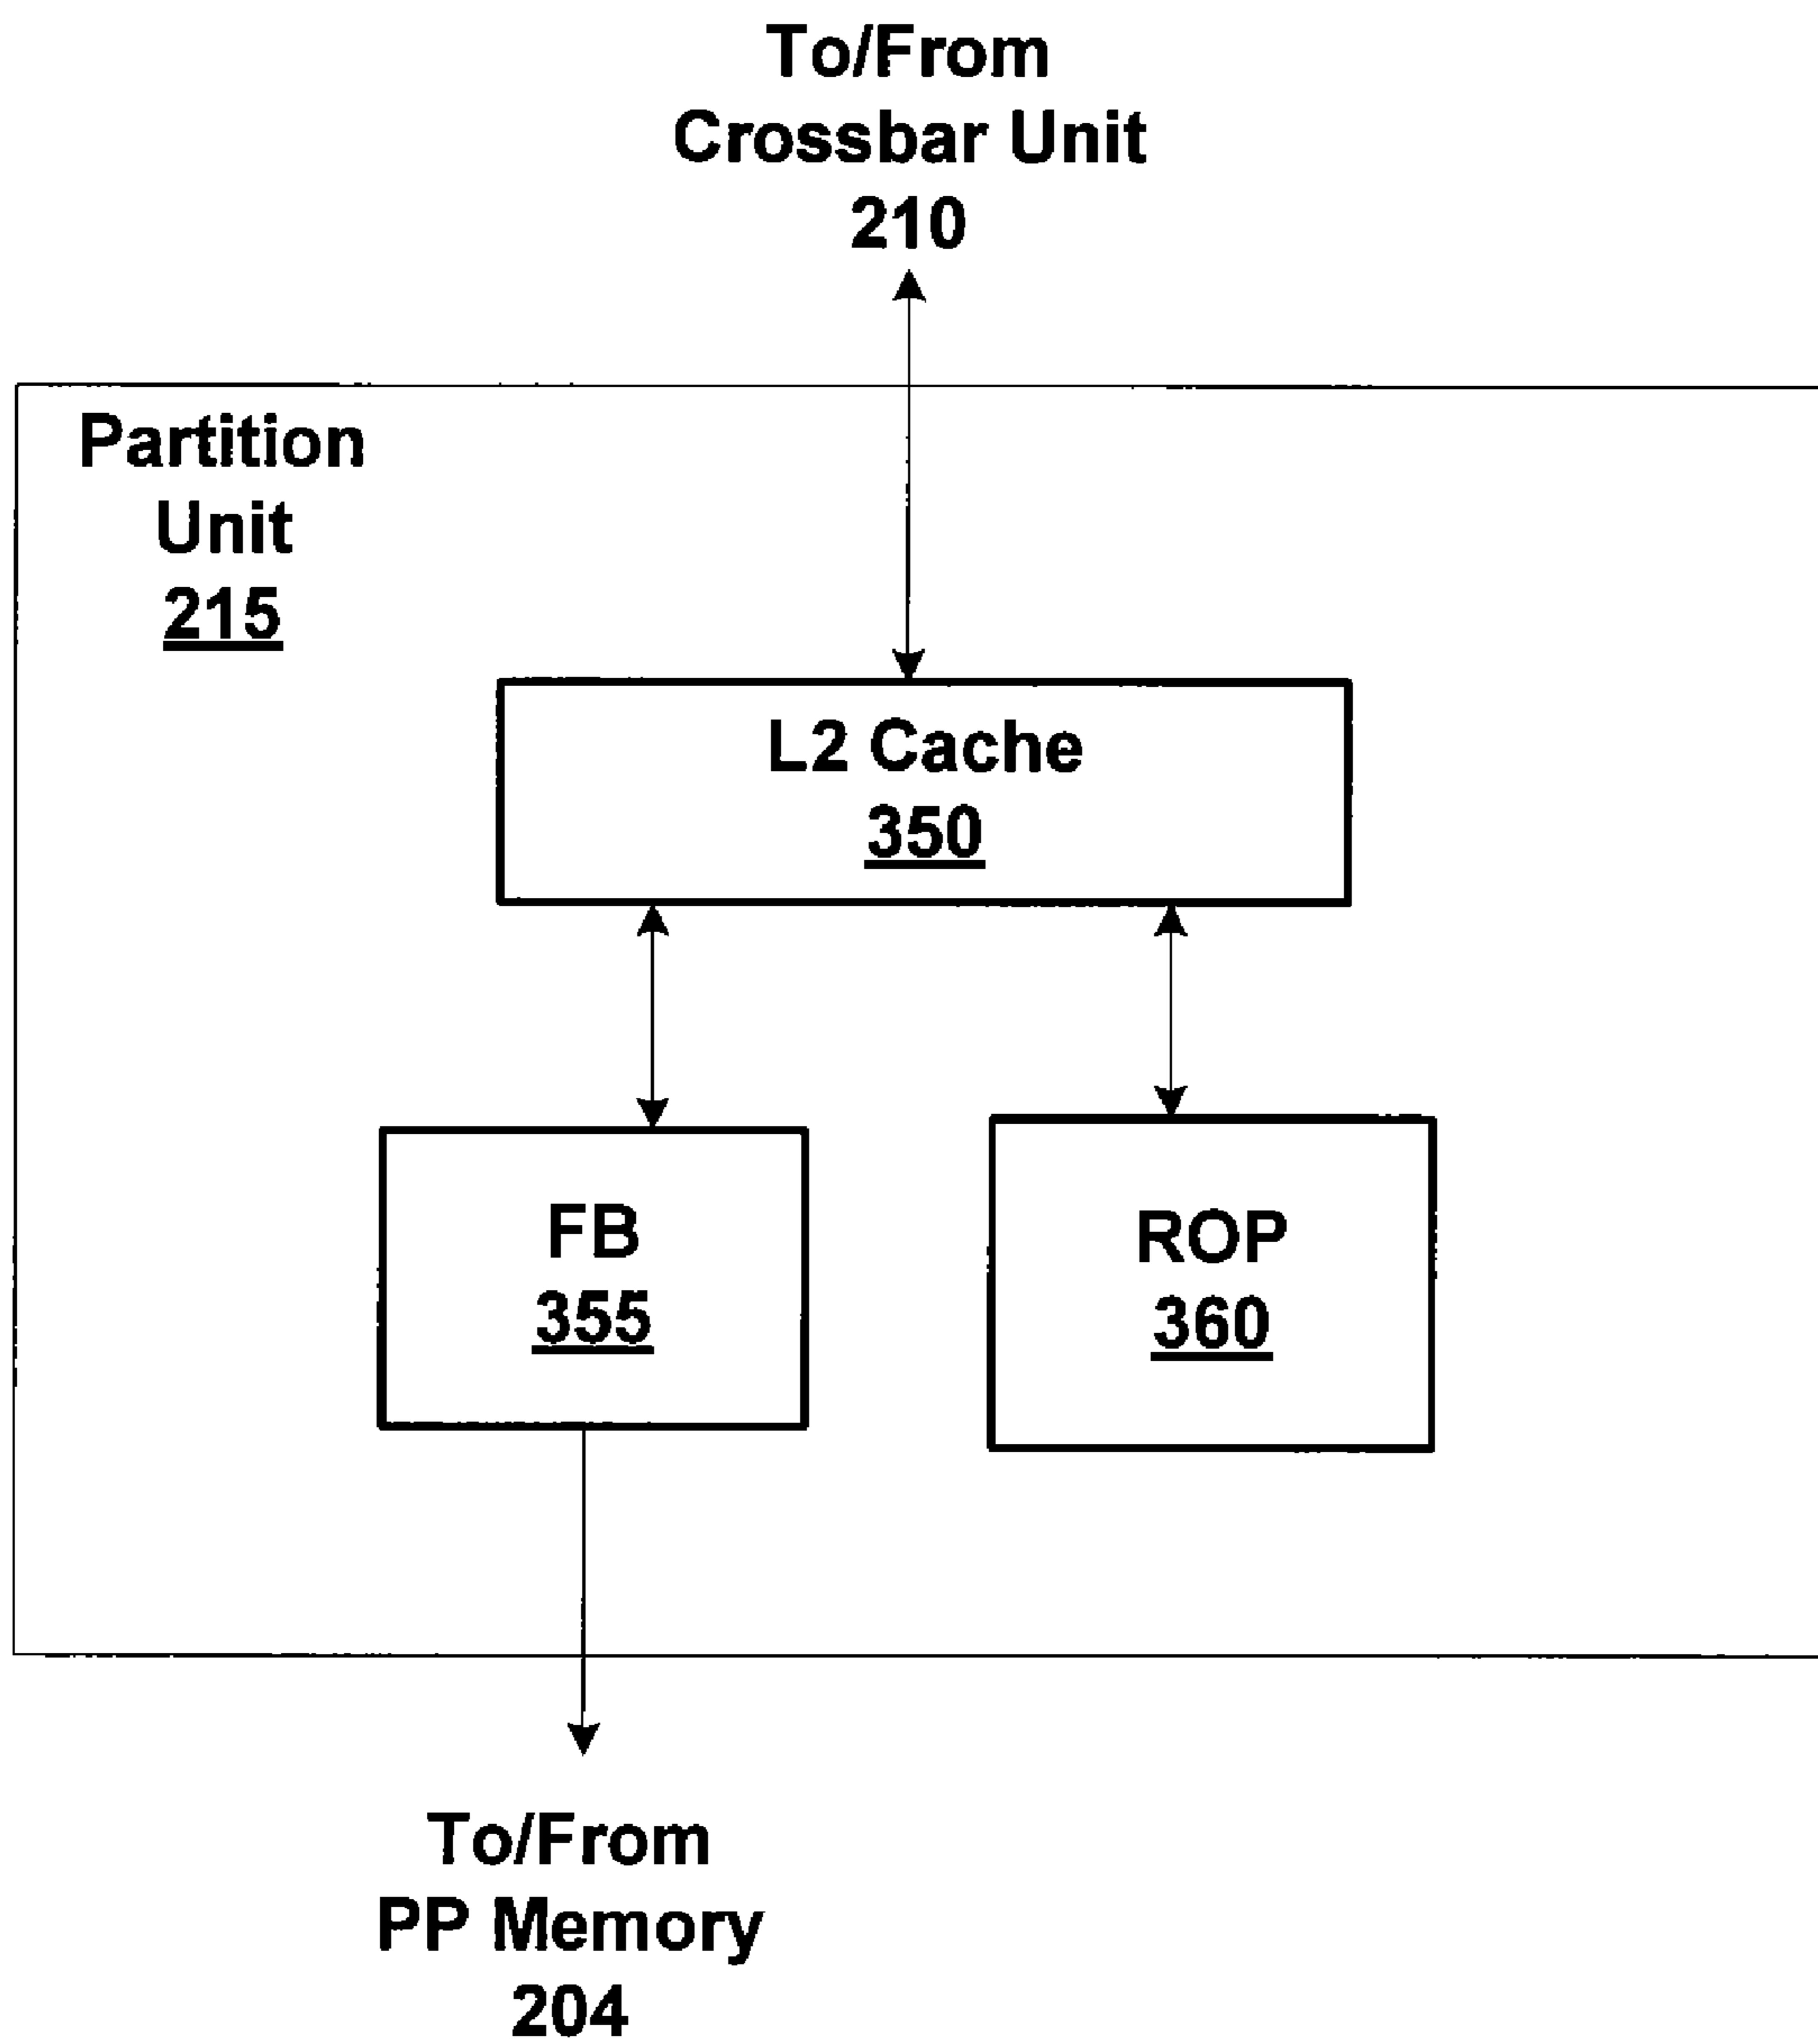 To/From
Crossbar Unit
210
Partition
Unit
215
L2 Cache
350
FB
355
ROP
360
To/From
PP Memory
204